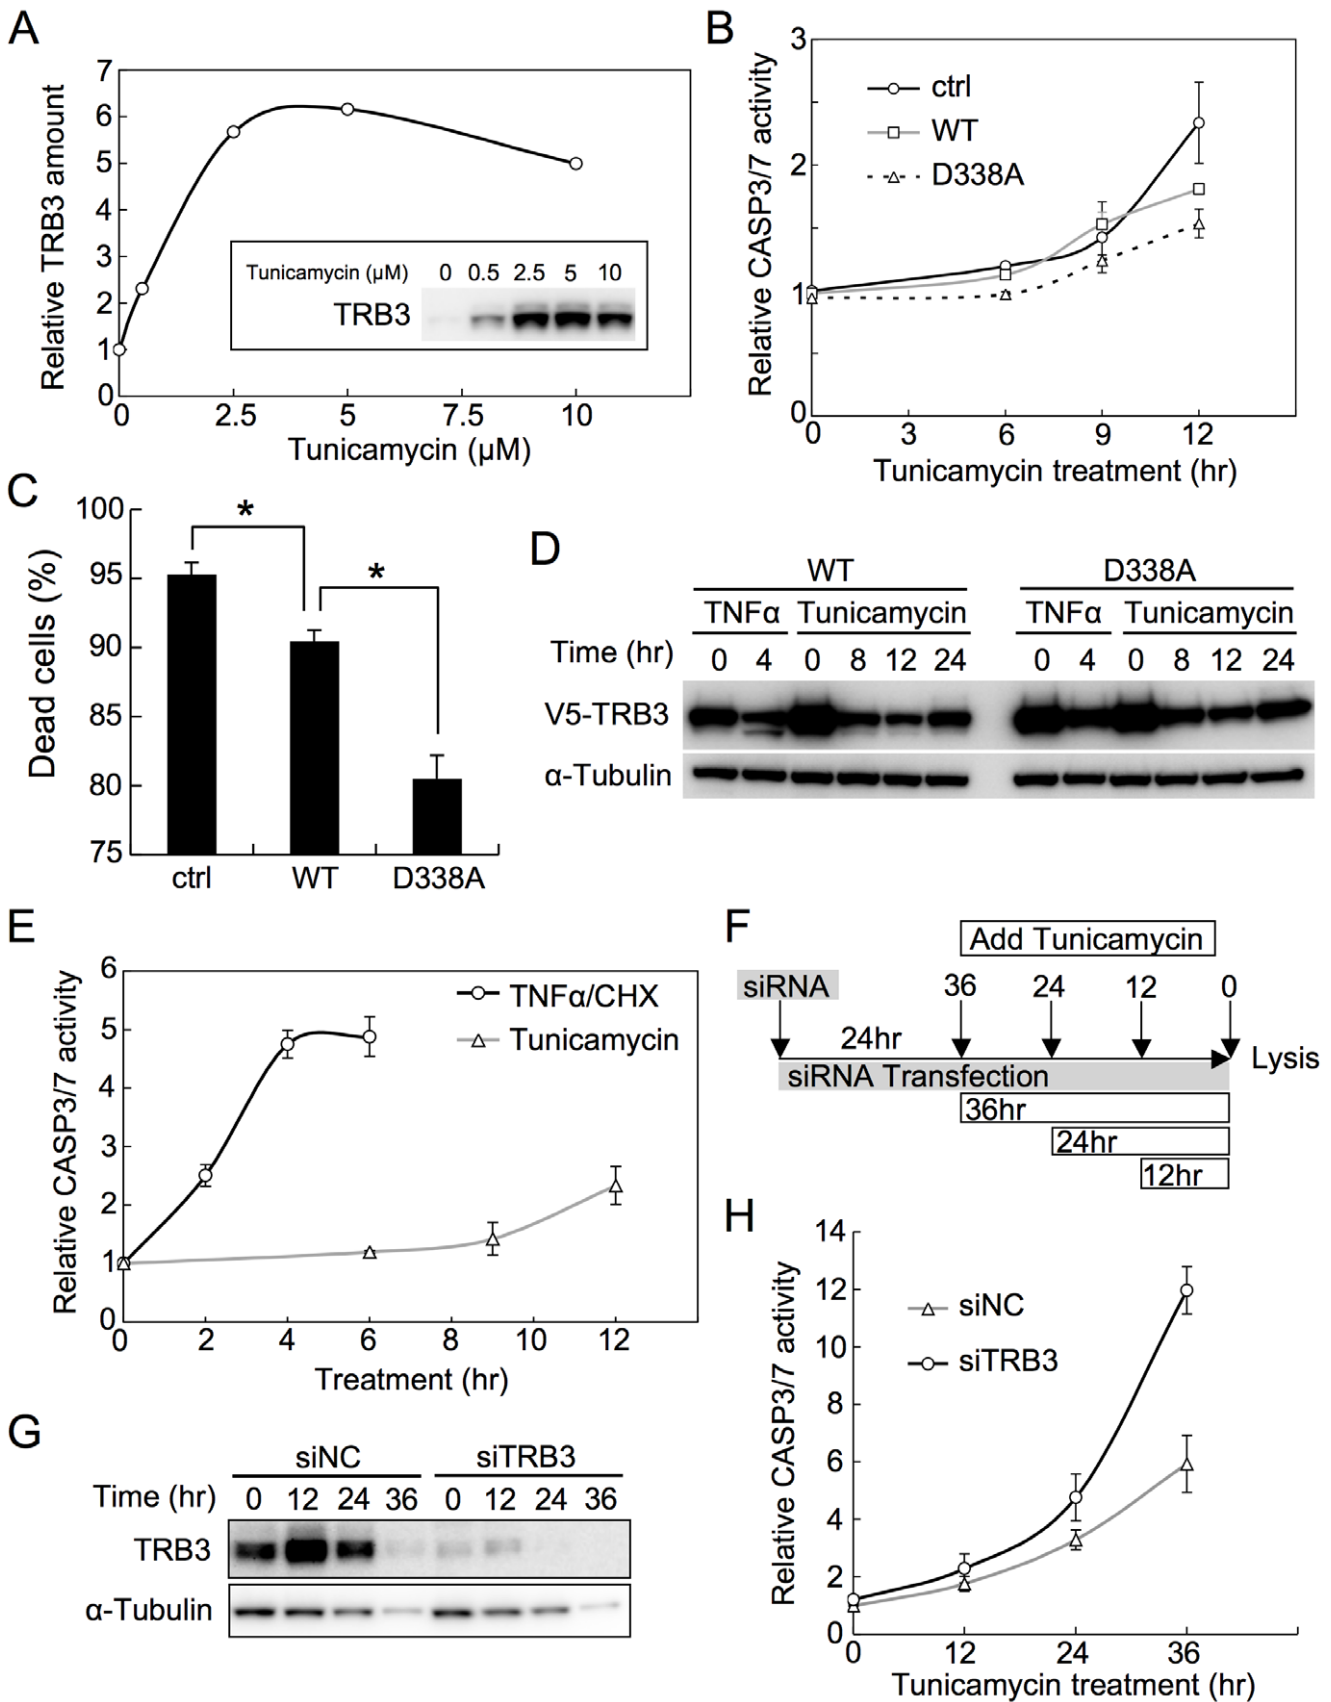 A
Relative TRB3 amount
7
6
5
4
3
2
1
0
0 2.5 5 7.5 10
Tunicamycin (μM)
Tunicamycin (μM) 0 0.5 2.5 5 10
TRB3
B
Relative CASP3/7 activity
3
2
1
0
ctrl
WT
D338A
0 3 6 9 12
Tunicamycin treatment (hr)
C
Dead cells (%)
100
95
90
85
80
75
* *
ctrl WT D338A
D
WT D338A
TNFα Tunicamycin TNFα Tunicamycin
Time (hr) 0 4 0 8 12 24 0 4 0 8 12 24
V5-TRB3
α-Tubulin
E
Relative CASP3/7 activity
6
5
4
3
2
1
0
TNFα/CHX
Tunicamycin
0 2 4 6 8 10 12
Treatment (hr)
F
Add Tunicamycin
siRNA 36 24 12 0
24hr
Lysis
siRNA Transfection
36hr
24hr
12hr
G
siNC siTRB3
Time (hr) 0 12 24 36 0 12 24 36
TRB3
α-Tubulin
H
Relative CASP3/7 activity
14
12
10
8
6
4
2
0
siNC
siTRB3
0 12 24 36
Tunicamycin treatment (hr)